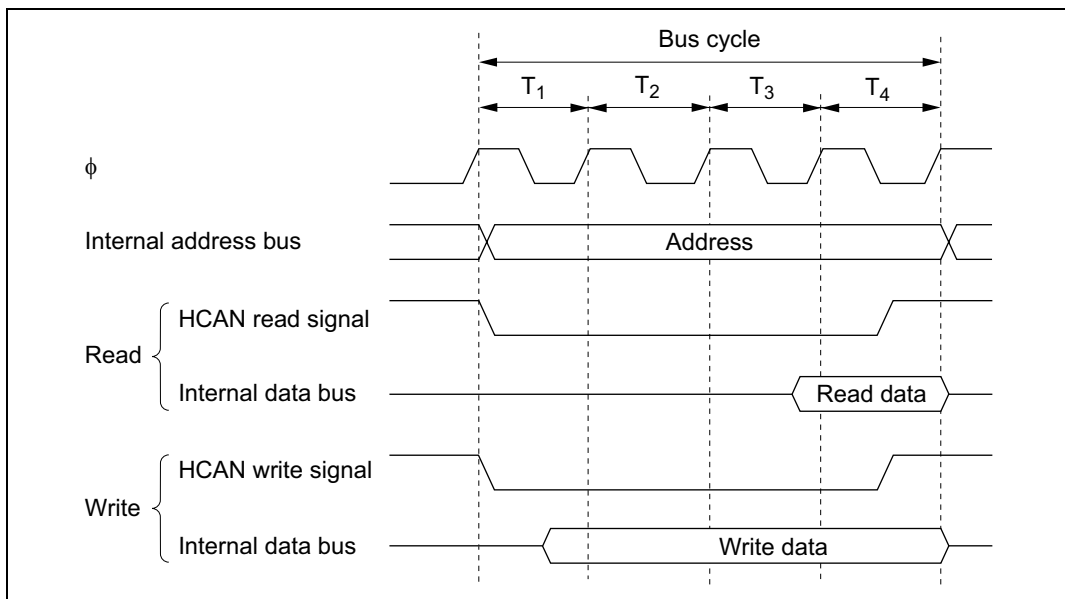 Bus cycle
T1 T2 T3 T4
ϕ
Internal address bus Address
HCAN read signal
Read
Internal data bus Read data
HCAN write signal
Write
Internal data bus Write data